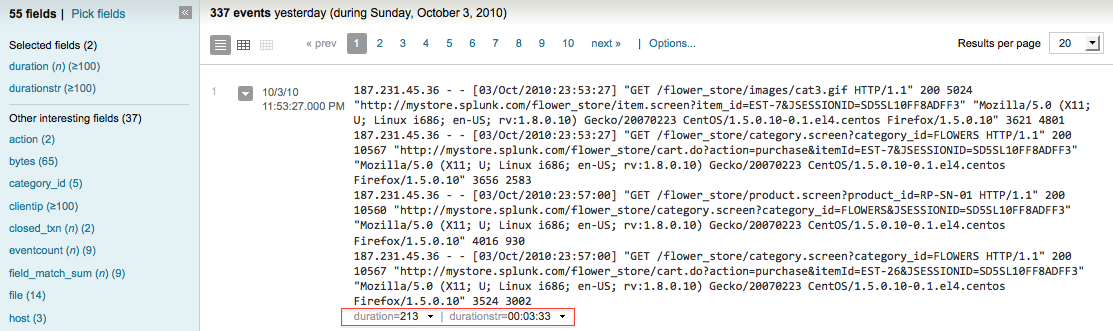 55 fields | Pick fields «
Selected fields (2)
duration (n) (≥100)
durationstr (≥100)
Other interesting fields (37)
action (2)
bytes (65)
category_id (5)
clientip (≥100)
closed_txn (n) (2)
eventcount (n) (9)
field_match_sum (n) (9)
file (14)
host (3)
337 events yesterday (during Sunday, October 3, 2010)
« prev 1 2 3 4 5 6 7 8 9 10 next » | Options...
Results per page 20
1 10/3/10
11:53:27.000 PM
187.231.45.36 - - [03/Oct/2010:23:53:27] "GET /flower_store/images/cat3.gif HTTP/1.1" 200 5024
"http://mystore.splunk.com/flower_store/item.screen?item_id=EST-7&JSESSIONID=SD5SL10FF8ADFF3" "Mozilla/5.0 (X11;
U; Linux i686; en-US; rv:1.8.0.10) Gecko/20070223 CentOS/1.5.0.10-0.1.el4.centos Firefox/1.5.0.10" 3621 4801
187.231.45.36 - - [03/Oct/2010:23:53:27] "GET /flower_store/category.screen?category_id=FLOWERS HTTP/1.1" 200
10567 "http://mystore.splunk.com/flower_store/cart.do?action=purchase&itemId=EST-7&JSESSIONID=SD5SL10FF8ADFF3"
"Mozilla/5.0 (X11; U; Linux i686; en-US; rv:1.8.0.10) Gecko/20070223 CentOS/1.5.0.10-0.1.el4.centos
Firefox/1.5.0.10" 3656 2583
187.231.45.36 - - [03/Oct/2010:23:57:00] "GET /flower_store/product.screen?product_id=RP-SN-01 HTTP/1.1" 200
10560 "http://mystore.splunk.com/flower_store/category.screen?category_id=FLOWERS&JSESSIONID=SD5SL10FF8ADFF3"
"Mozilla/5.0 (X11; U; Linux i686; en-US; rv:1.8.0.10) Gecko/20070223 CentOS/1.5.0.10-0.1.el4.centos
Firefox/1.5.0.10" 4016 930
187.231.45.36 - - [03/Oct/2010:23:57:00] "GET /flower_store/category.screen?category_id=FLOWERS HTTP/1.1" 200
10567 "http://mystore.splunk.com/flower_store/cart.do?action=purchase&itemId=EST-26&JSESSIONID=SD5SL10FF8ADFF3"
"Mozilla/5.0 (X11; U; Linux i686; en-US; rv:1.8.0.10) Gecko/20070223 CentOS/1.5.0.10-0.1.el4.centos
Firefox/1.5.0.10" 3524 3002
duration=213 | durationstr=00:03:33